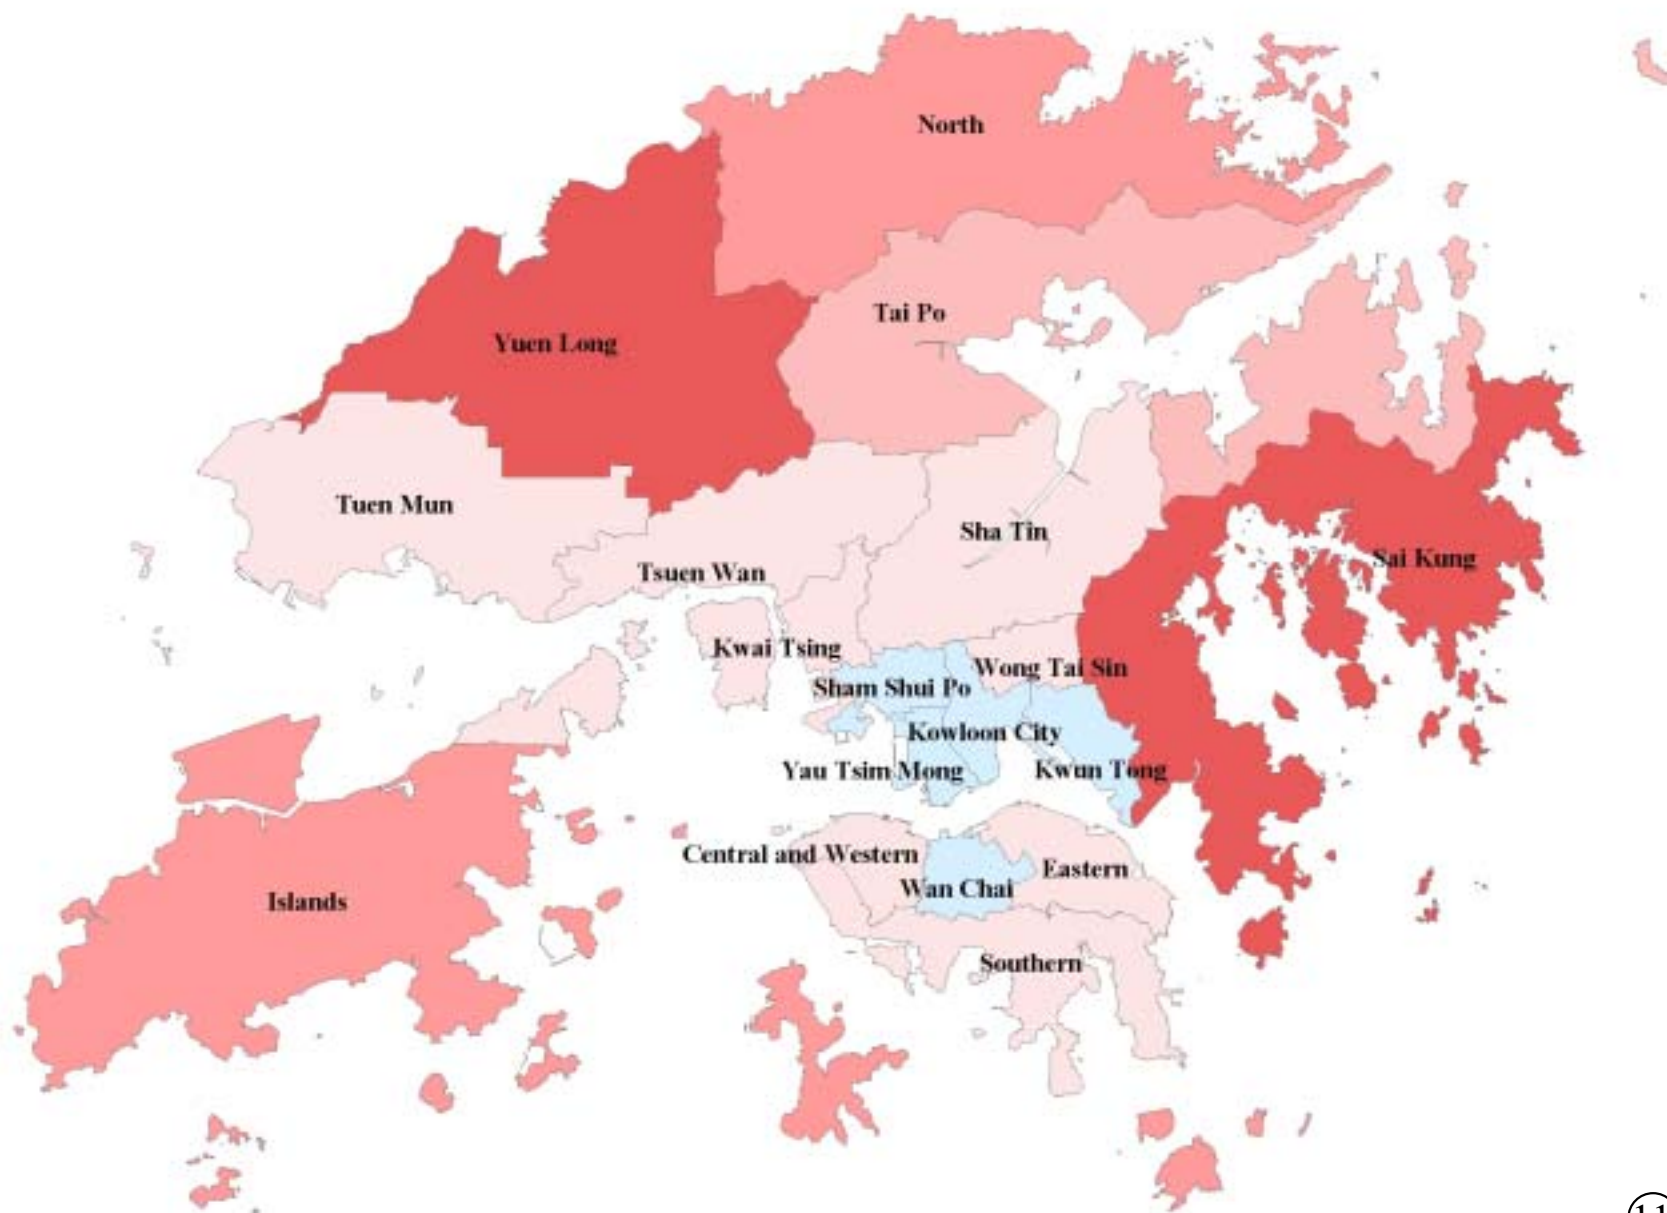 North
Tai Po
Yuen Long
Tuen Mun
Sha Tin
Sai Kung
Tsuen Wan
Kwai Tsing
Wong Tai Sin
Sham Shui Po
Kowloon City
Yau Tsim Mong
Kwun Tong
Central and Western
Eastern
Wan Chai
Islands
Southern